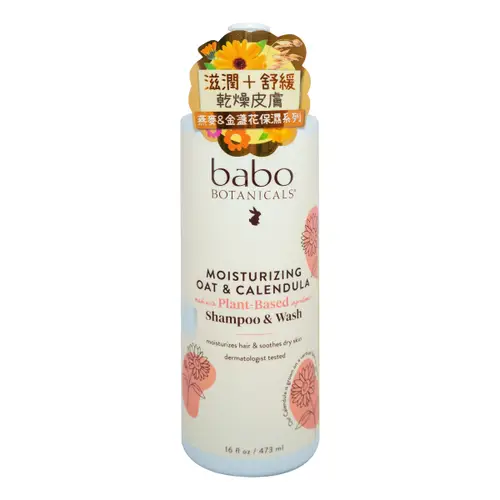 滋潤+舒緩
乾燥皮膚
燕麥&金盞花保濕系列
babo
BOTANICALS®
MOISTURIZING
OAT & CALENDULA
made with Plant-Based ingredients
Shampoo & Wash
moisturizes hair & soothes dry skin
dermatologist tested
16 fl oz / 473 ml